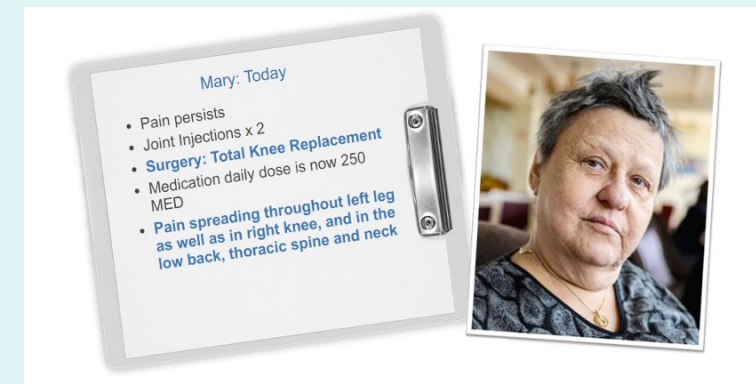 Mary: Today
• Pain persists
• Joint Injections x 2
• Surgery: Total Knee Replacement
• Medication daily dose is now 250
MED
• Pain spreading throughout left leg
as well as in right knee, and in the
low back, thoracic spine and neck